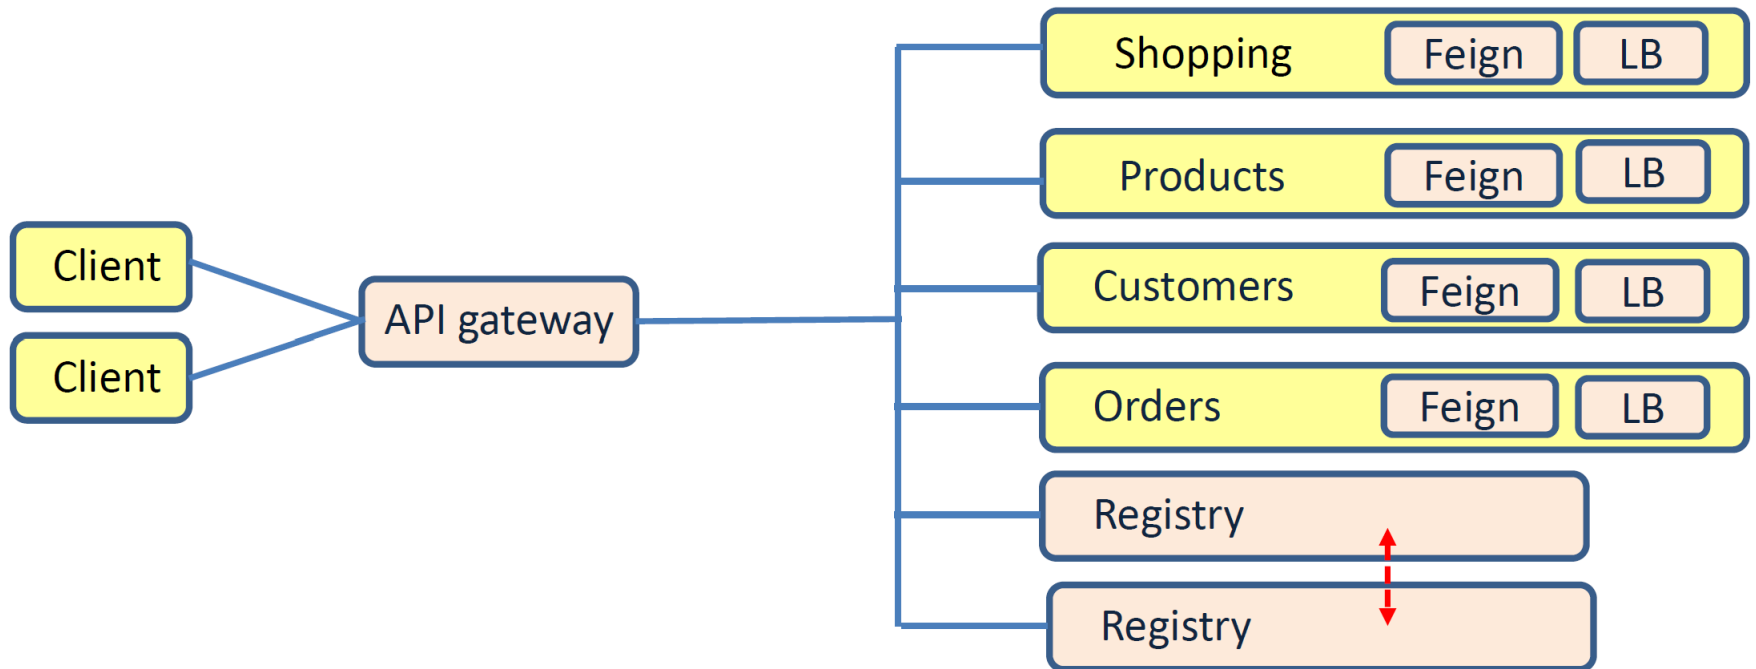 Client
Client
API gateway
Shopping Feign LB
Products Feign LB
Customers Feign LB
Orders Feign LB
Registry
Registry